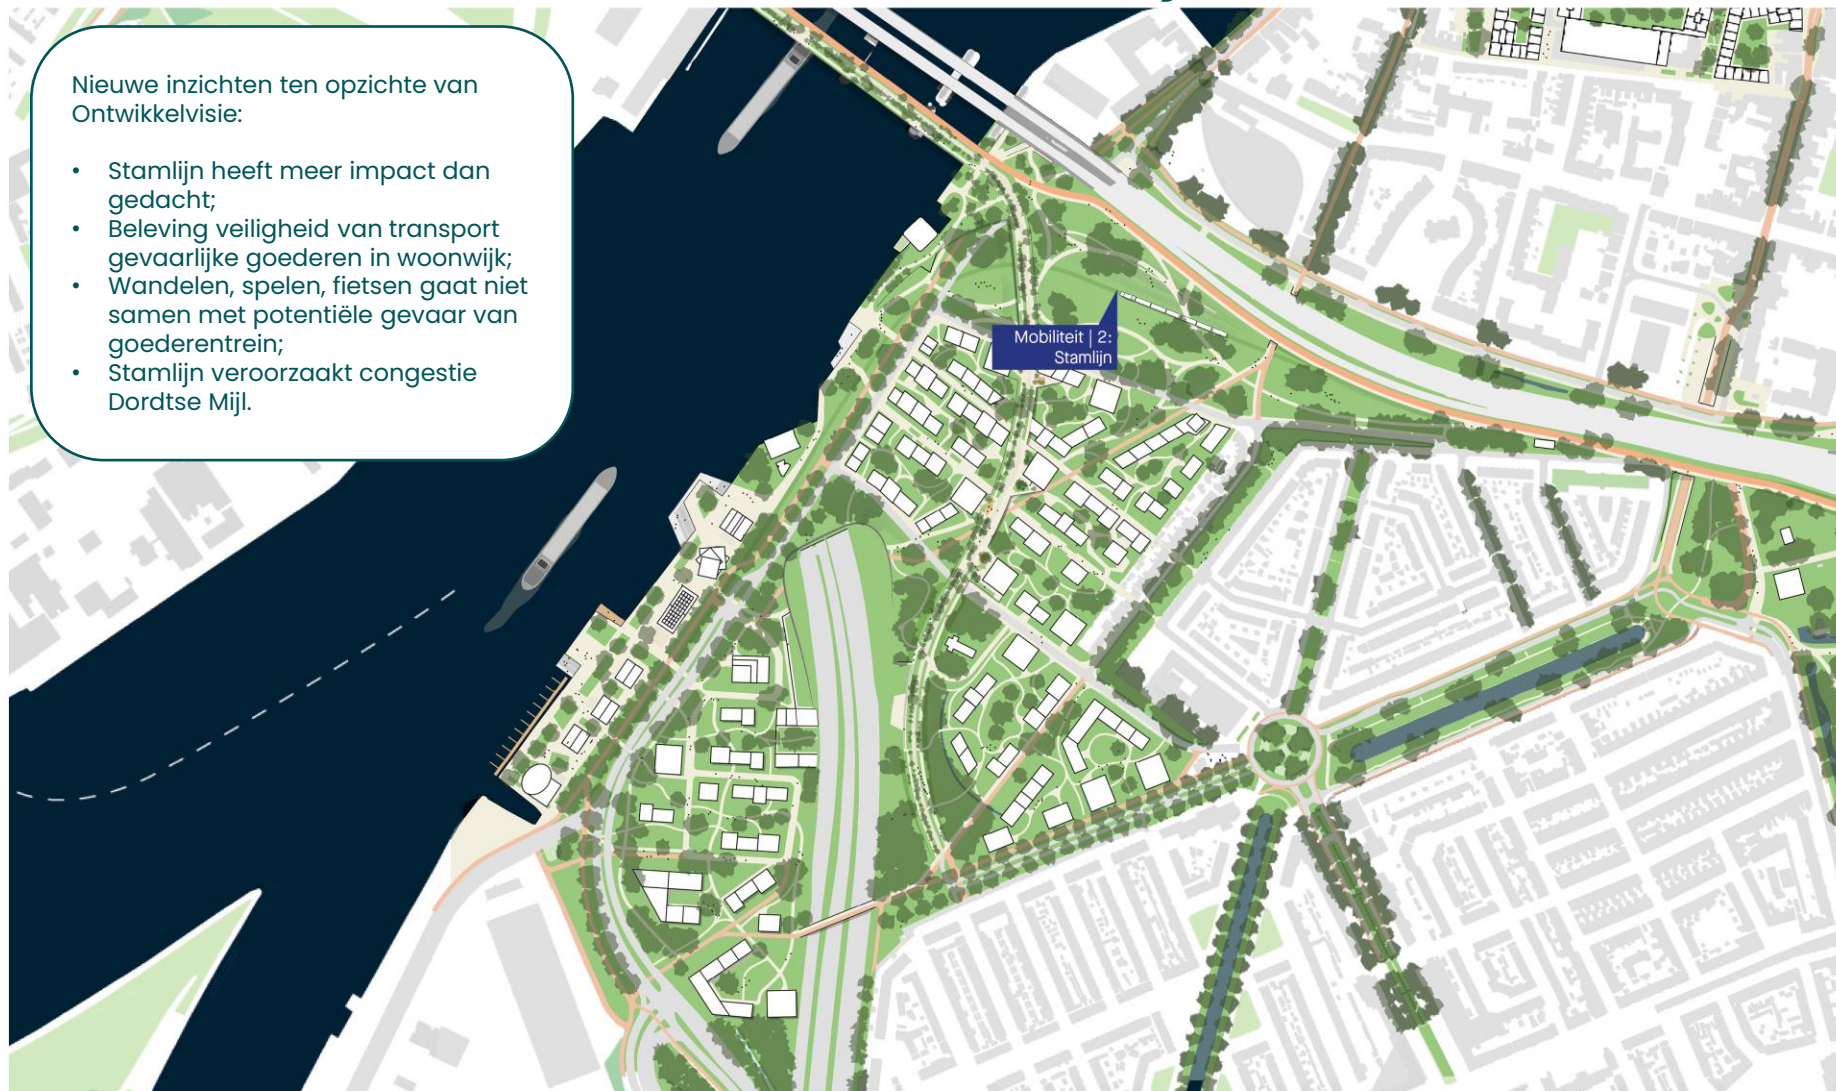 Nieuwe inzichten ten opzichte van
Ontwikkelvisie:
• Stamlijn heeft meer impact dan
gedacht;
• Beleving veiligheid van transport
gevaarlijke goederen in woonwijk;
• Wandelen, spelen, fietsen gaat niet
samen met potentiële gevaar van
goederentrein;
• Stamlijn veroorzaakt congestie
Dordtse Mijl.
Mobiliteit | 2:
Stamlijn